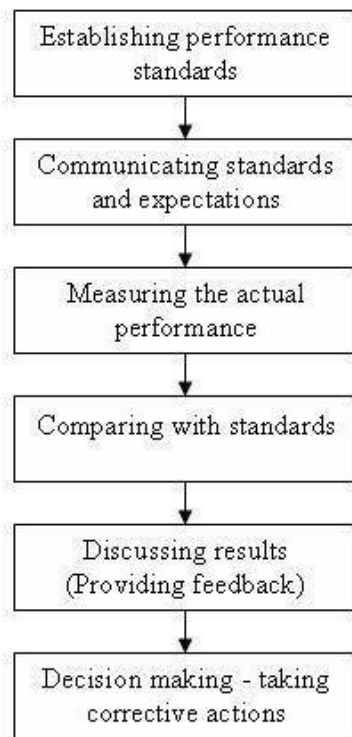 Establishing performance
standards
Communicating standards
and expectations
Measuring the actual
performance
Comparing with standards
Discussing results
(Providing feedback)
Decision making - taking
corrective actions